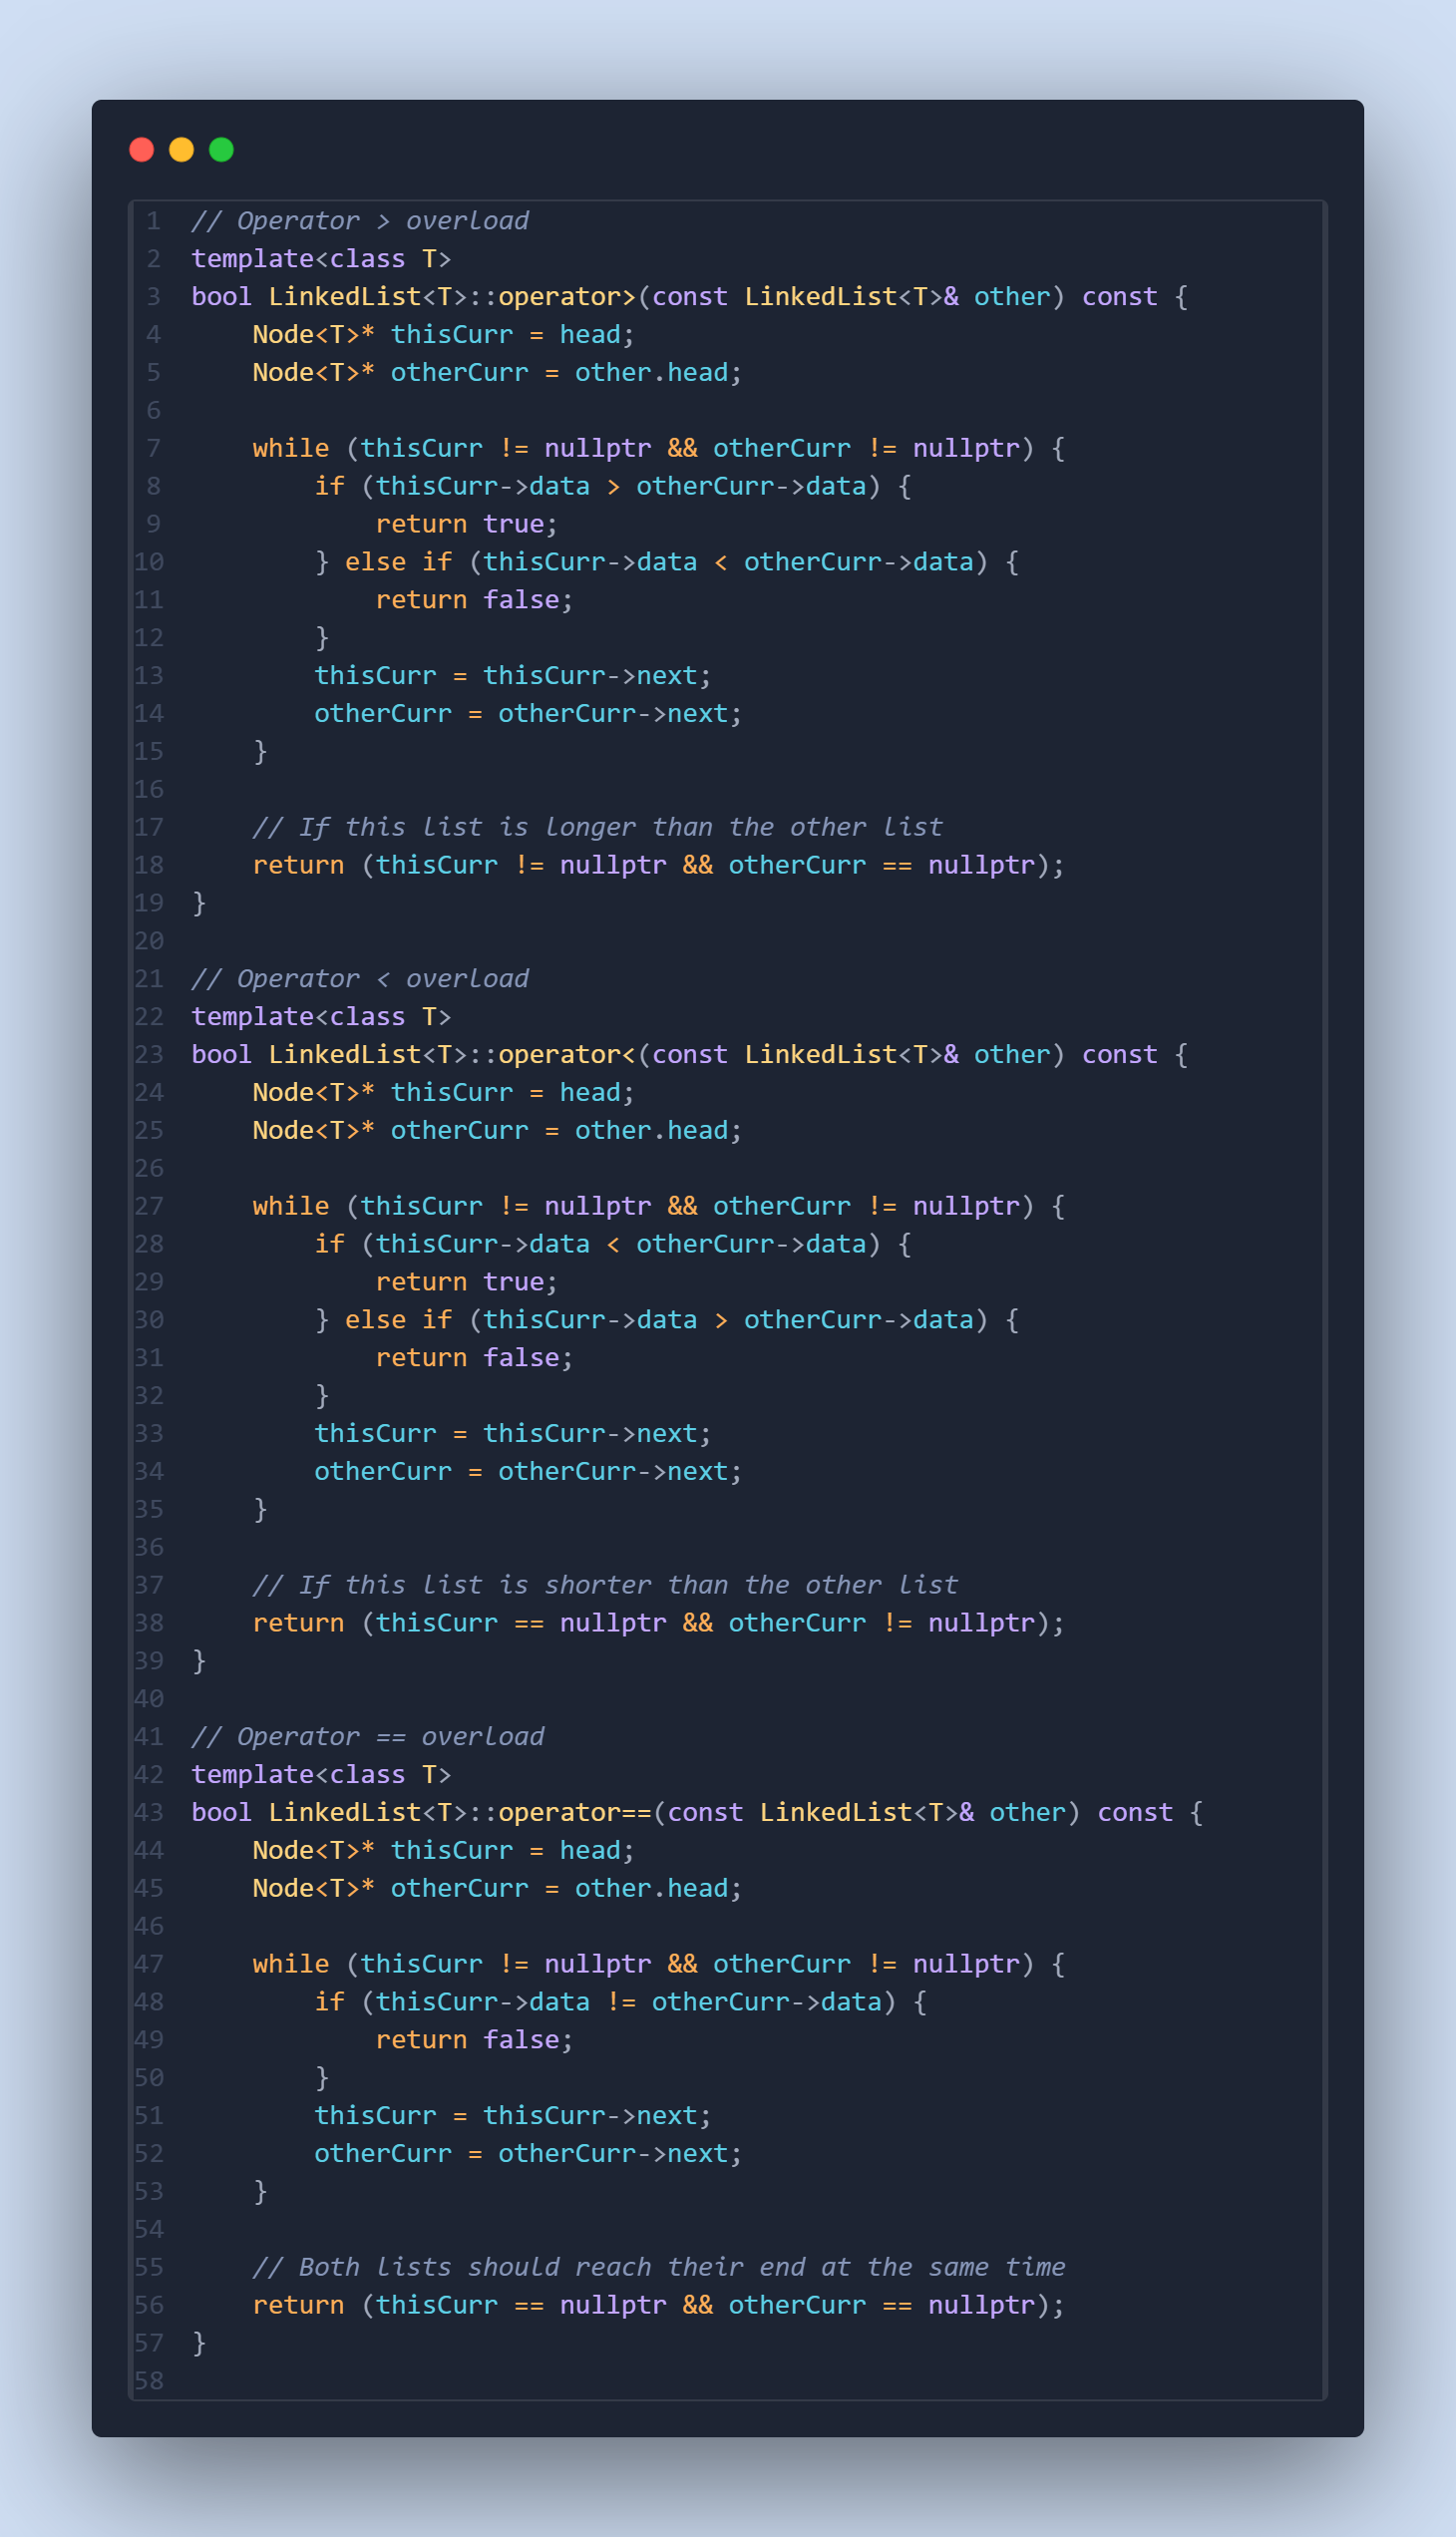 1 // Operator > overload
2 template<class T>
3 bool LinkedList<T>::operator>(const LinkedList<T>& other) const {
4     Node<T>* thisCurr = head;
5     Node<T>* otherCurr = other.head;
6
7     while (thisCurr != nullptr && otherCurr != nullptr) {
8         if (thisCurr->data > otherCurr->data) {
9             return true;
10         } else if (thisCurr->data < otherCurr->data) {
11             return false;
12         }
13         thisCurr = thisCurr->next;
14         otherCurr = otherCurr->next;
15     }
16
17     // If this list is longer than the other list
18     return (thisCurr != nullptr && otherCurr == nullptr);
19 }
20
21 // Operator < overload
22 template<class T>
23 bool LinkedList<T>::operator<(const LinkedList<T>& other) const {
24     Node<T>* thisCurr = head;
25     Node<T>* otherCurr = other.head;
26
27     while (thisCurr != nullptr && otherCurr != nullptr) {
28         if (thisCurr->data < otherCurr->data) {
29             return true;
30         } else if (thisCurr->data > otherCurr->data) {
31             return false;
32         }
33         thisCurr = thisCurr->next;
34         otherCurr = otherCurr->next;
35     }
36
37     // If this list is shorter than the other list
38     return (thisCurr == nullptr && otherCurr != nullptr);
39 }
40
41 // Operator == overload
42 template<class T>
43 bool LinkedList<T>::operator==(const LinkedList<T>& other) const {
44     Node<T>* thisCurr = head;
45     Node<T>* otherCurr = other.head;
46
47     while (thisCurr != nullptr && otherCurr != nullptr) {
48         if (thisCurr->data != otherCurr->data) {
49             return false;
50         }
51         thisCurr = thisCurr->next;
52         otherCurr = otherCurr->next;
53     }
54
55     // Both lists should reach their end at the same time
56     return (thisCurr == nullptr && otherCurr == nullptr);
57 }
58